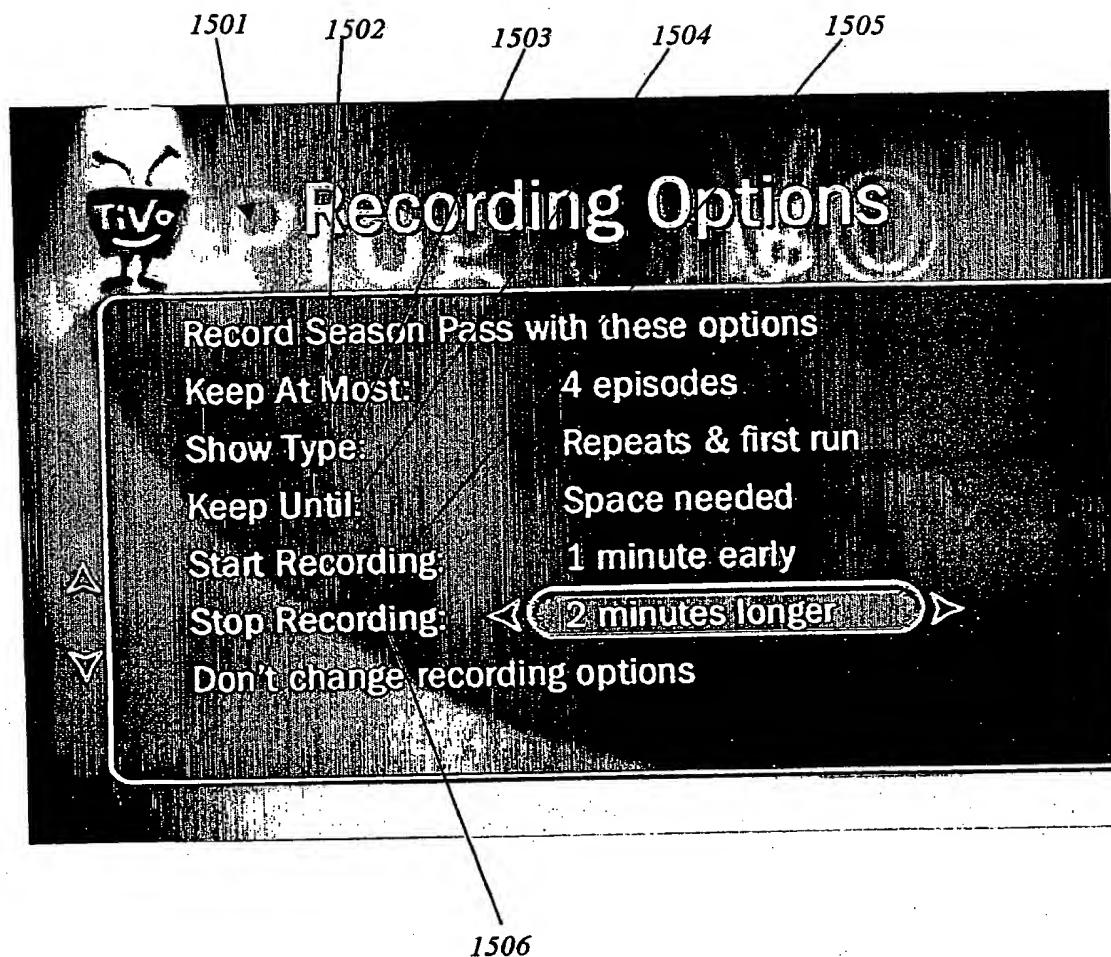 1501 1502 1503 1504 1505
TiVo
Recording Options
Record Season Pass with these options
Keep At Most: 4 episodes
Show Type: Repeats & first run
Keep Until: Space needed
Start Recording: 1 minute early
Stop Recording: 2 minutes longer
Don't change recording options
1506